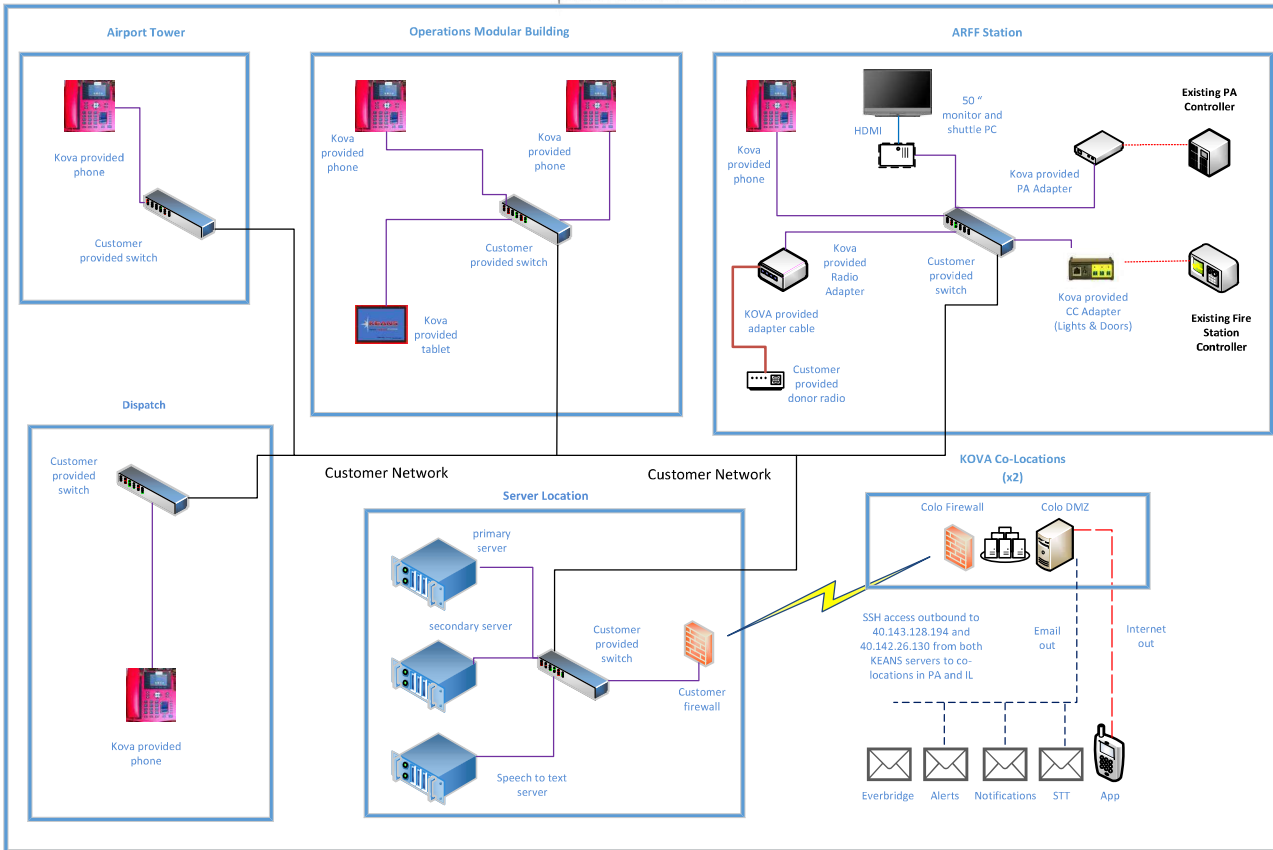 Airport Tower
Kova provided
phone
Customer
provided switch
Operations Modular Building
Kova
provided
phone
Kova
provided
phone
Customer
provided switch
Kova
provided
tablet
ARFF Station
Kova
provided
phone
HDMI
50 "
monitor and
shuttle PC
Existing PA
Controller
Kova provided
PA Adapter
Kova
provided
Radio
Adapter
Customer
provided
switch
Kova provided
CC Adapter
(Lights & Doors)
Existing Fire
Station
Controller
KOVA provided
adapter cable
Customer
provided
donor radio
Dispatch
Customer
provided
switch
Kova provided
phone
Customer Network
Customer Network
Server Location
primary
server
secondary server
Speech to text
server
Customer
provided
switch
Customer
firewall
KOVA Co-Locations
(x2)
Colo Firewall
Colo DMZ
SSH access outbound to
40.143.128.194 and
40.142.26.130 from both
KEANS servers to co-
locations in PA and IL
Email
out
Internet
out
Everbridge
Alerts
Notifications
STT
App